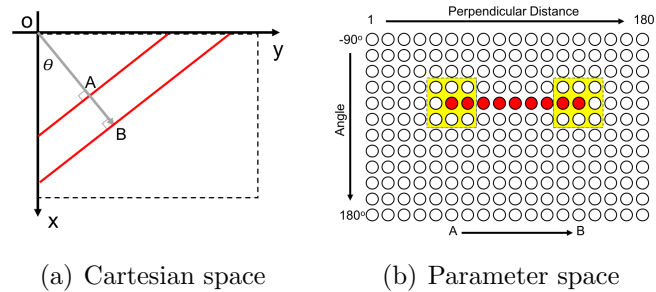 o
y
θ
A
B
x
Perpendicular Distance
1
180
-90°
Angle
180°
A
B
(a) Cartesian space
(b) Parameter space